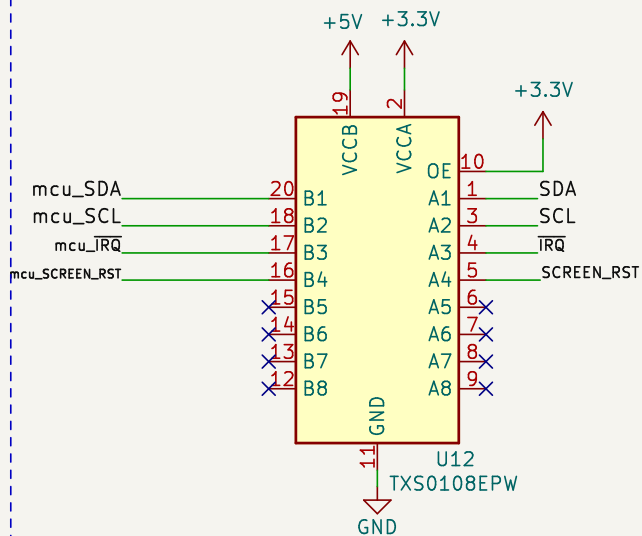 +5V +3.3V
+3.3V
19 2
VCCB VCCA
OE 10
mcu_SDA 20 B1 A1 1 SDA
mcu_SCL 18 B2 A2 3 SCL
mcu_IRQ 17 B3 A3 4 IRQ
mcu_SCREEN_RST 16 B4 A4 5 SCREEN_RST
15 B5 A5 6
14 B6 A6 7
13 B7 A7 8
12 B8 A8 9
GND
11
U12
TXS0108EPW
GND